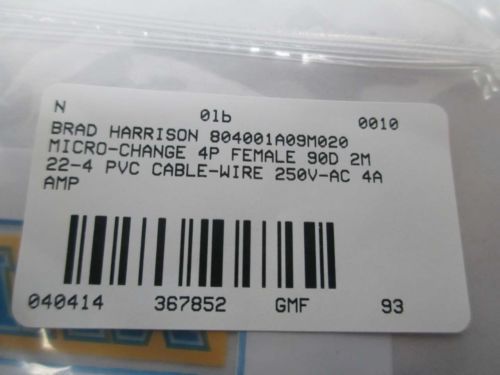 N 01b 0010
BRAD HARRISON 804001A09M020
MICRO-CHANGE 4P FEMALE 90D 2M
22-4 PVC CABLE-WIRE 250V-AC 4A
AMP
040414 367852 GMF 93